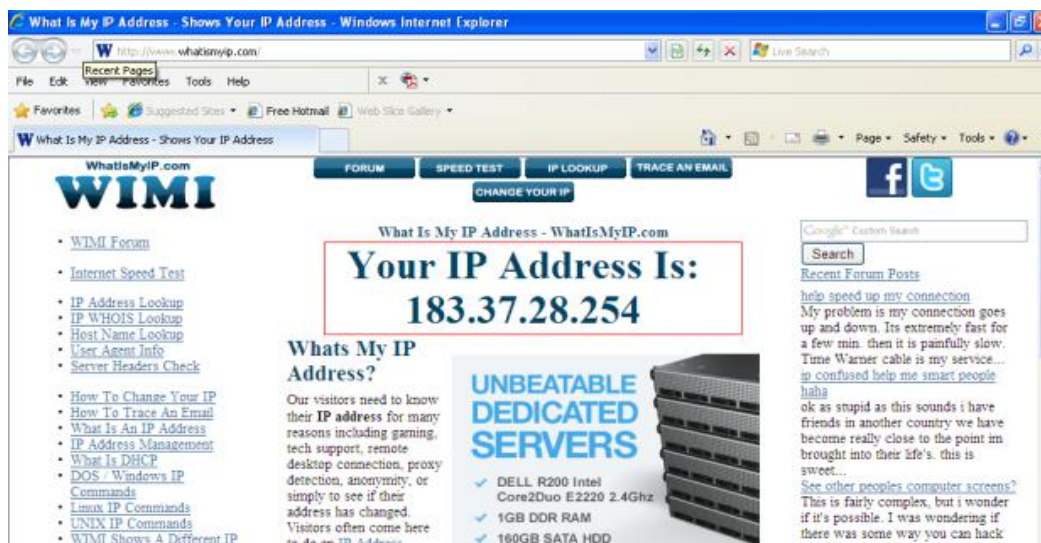 What Is My IP Address - Shows Your IP Address - Windows Internet Explorer
W http://www.whatismyip.com/
Live Search
Recent Pages
File Edit View Favorites Tools Help
Favorites Suggested Sites Free Hotmail Web Slice Gallery
W What Is My IP Address - Shows Your IP Address
Page Safety Tools
WhatIsMyIP.com
WIMI
FORUM SPEED TEST IP LOOKUP TRACE AN EMAIL
CHANGE YOUR IP
WIMI Forum
Internet Speed Test
IP Address Lookup
IP WHOIS Lookup
Host Name Lookup
User Agent Info
Server Headers Check
How To Change Your IP
How To Trace An Email
What Is An IP Address
IP Address Management
What Is DHCP
DOS / Windows IP
Commands
Linux IP Commands
UNIX IP Commands
WIMI Shows A Different IP
What Is My IP Address - WhatIsMyIP.com
Your IP Address Is:
183.37.28.254
Whats My IP
Address?
Our visitors need to know
their IP address for many
reasons including gaming,
tech support, remote
desktop connection, proxy
detection, anonymity, or
simply to see if their
address has changed.
Visitors often come here
to do an IP Address
UNBEATABLE
DEDICATED
SERVERS
DELL R200 Intel
Core2Duo E2220 2.4Ghz
1GB DDR RAM
160GB SATA HDD
f t
Google Custom Search
Search
Recent Forum Posts
help speed up my connection
My problem is my connection goes
up and down. Its extremely fast for
a few min. then it is painfully slow.
Time Warner cable is my service...
ip confused help me smart people
haha
ok as stupid as this sounds i have
friends in another country we have
become really close to the point im
brought into their life's. this is
sweet...
See other peoples computer screens?
This is fairly complex, but i wonder
if it's possible. I was wondering if
there was some way you can hack